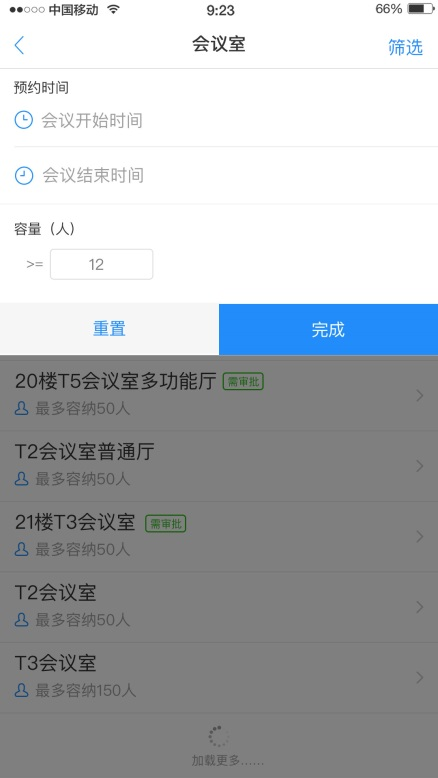 中国移动 9:23 66%
会议室 筛选
预约时间
会议开始时间
会议结束时间
容量（人）
>= 12
重置 完成
20楼T5会议室多功能厅 需审批
最多容纳50人
T2会议室普通厅
最多容纳50人
21楼T3会议室 需审批
最多容纳50人
T2会议室
最多容纳50人
T3会议室
最多容纳150人
加载更多......